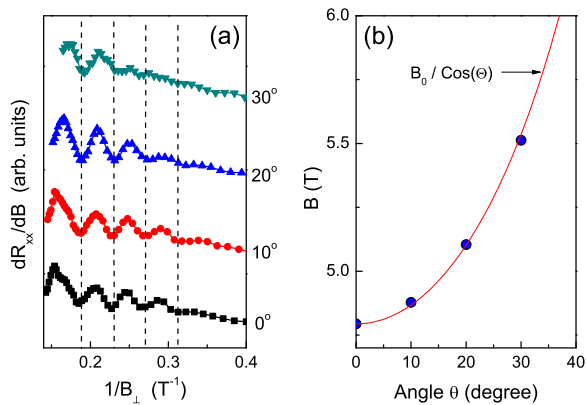 (a)
30°
20°
10°
0°
dR_xx/dB (arb. units)
0.2 0.3 0.4
1/B_⊥ (T⁻¹)
(b)
B_0 / Cos(Θ)
6.0
5.5
5.0
B (T)
0 10 20 30 40
Angle θ (degree)